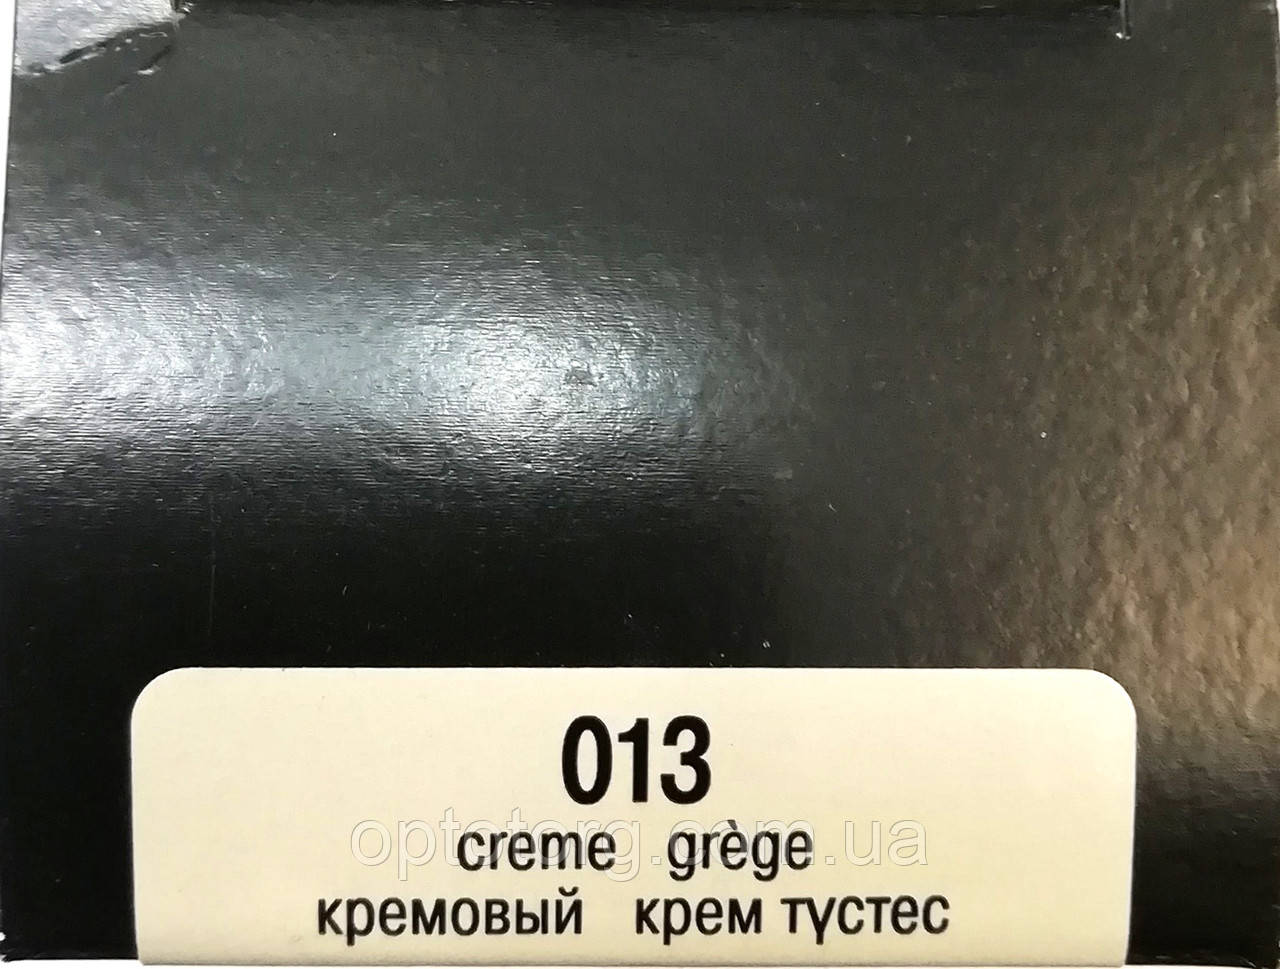 013
creme grège
optotorg.com.ua
кремовый крем түстес